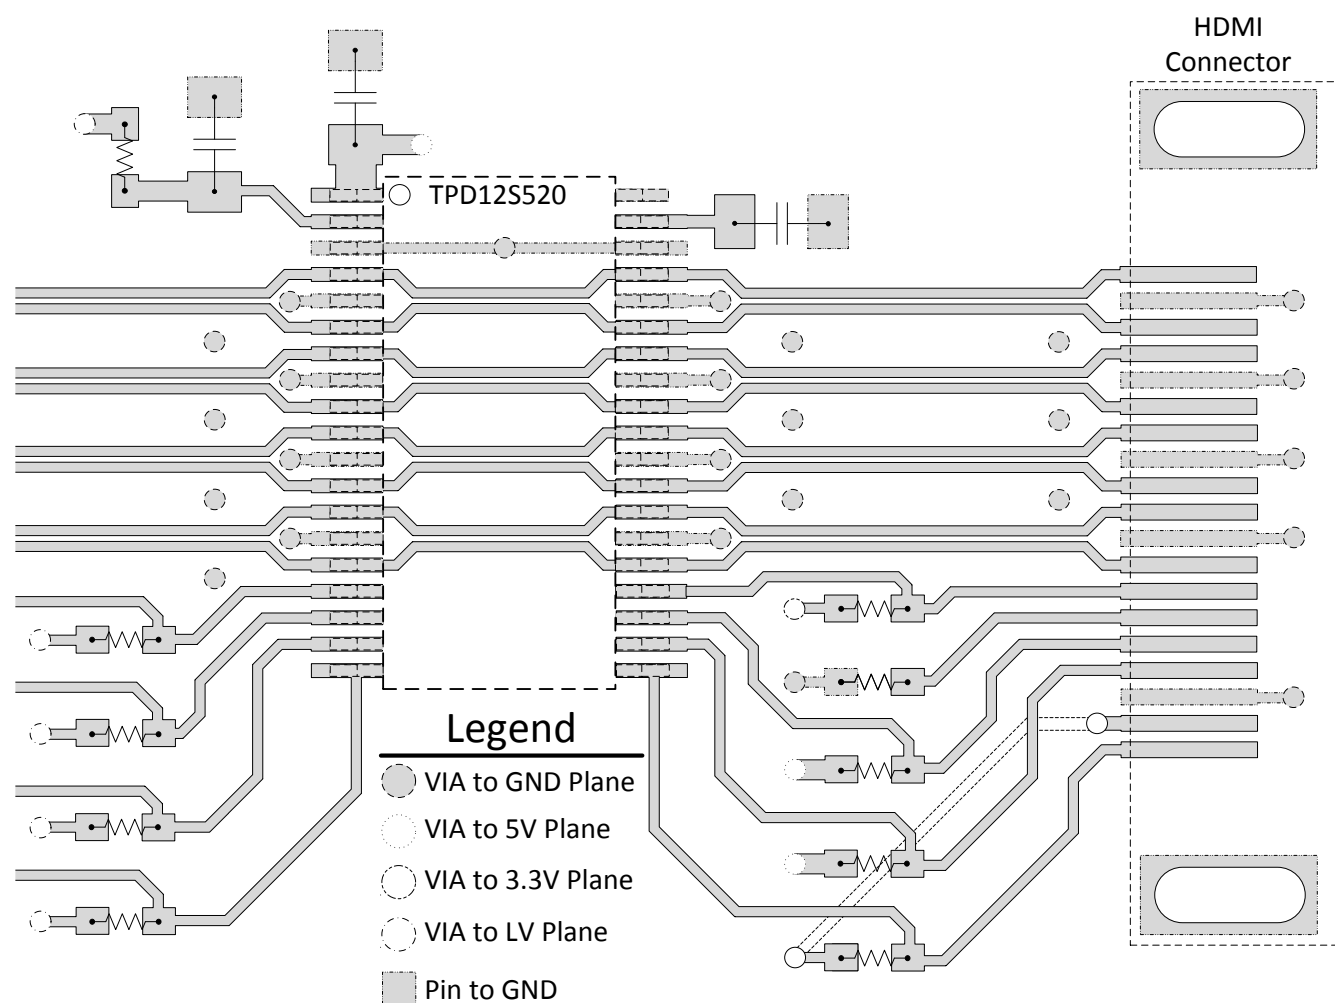 HDMI
Connector
TPD12S520
Legend
VIA to GND Plane
VIA to 5V Plane
VIA to 3.3V Plane
VIA to LV Plane
Pin to GND